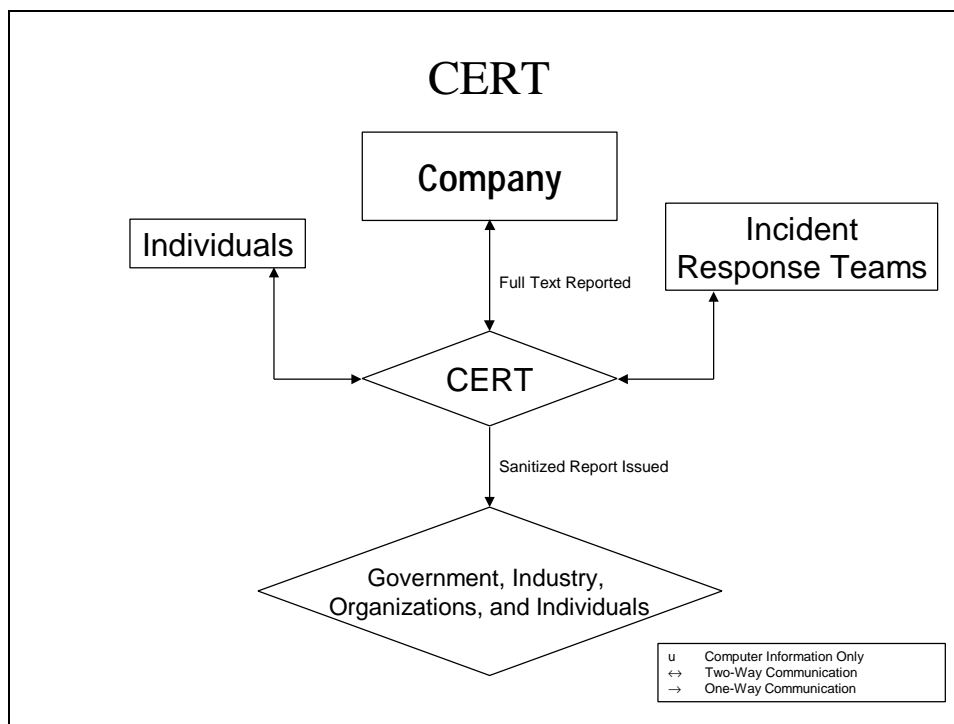 CERT
Company
Individuals
Incident
Response Teams
Full Text Reported
CERT
Sanitized Report Issued
Government, Industry,
Organizations, and Individuals
u Computer Information Only
↔ Two-Way Communication
→ One-Way Communication